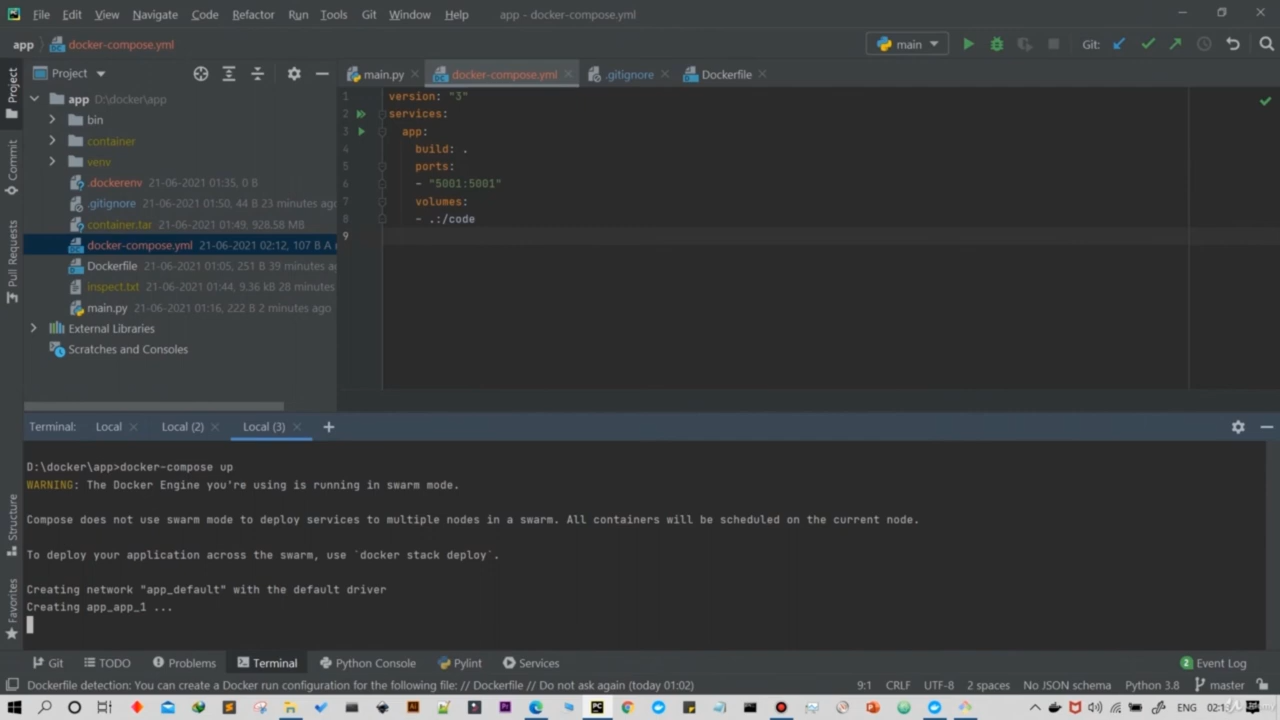 File Edit View Navigate Code Refactor Run Tools Git Window Help app - docker-compose.yml
app docker-compose.yml main Git:
Project main.py docker-compose.yml .gitignore Dockerfile
Project
Commit
Pull Requests
Structure
Favorites
app D:\docker\app
bin
container
venv
.dockerenv 21-06-2021 01:35, 0 B
.gitignore 21-06-2021 01:50, 44 B 23 minutes ago
container.tar 21-06-2021 01:49, 928.58 MB
docker-compose.yml 21-06-2021 02:12, 107 B A
Dockerfile 21-06-2021 01:05, 251 B 39 minutes a
inspect.txt 21-06-2021 01:44, 9.36 kB 28 minutes
main.py 21-06-2021 01:16, 222 B 2 minutes ago
External Libraries
Scratches and Consoles
1 version: "3"
2 services:
3 app:
4 build: .
5 ports:
6 - "5001:5001"
7 volumes:
8 - .:/code
9
Terminal: Local Local (2) Local (3) +
D:\docker\app>docker-compose up
WARNING: The Docker Engine you're using is running in swarm mode.
Compose does not use swarm mode to deploy services to multiple nodes in a swarm. All containers will be scheduled on the current node.
To deploy your application across the swarm, use `docker stack deploy`.
Creating network "app_default" with the default driver
Creating app_app_1 ...
Git TODO Problems Terminal Python Console Pylint Services 2 Event Log
Dockerfile detection: You can create a Docker run configuration for the following file: // Dockerfile // Do not ask again (today 01:02) 9:1 CRLF UTF-8 2 spaces No JSON schema Python 3.8 master
ENG